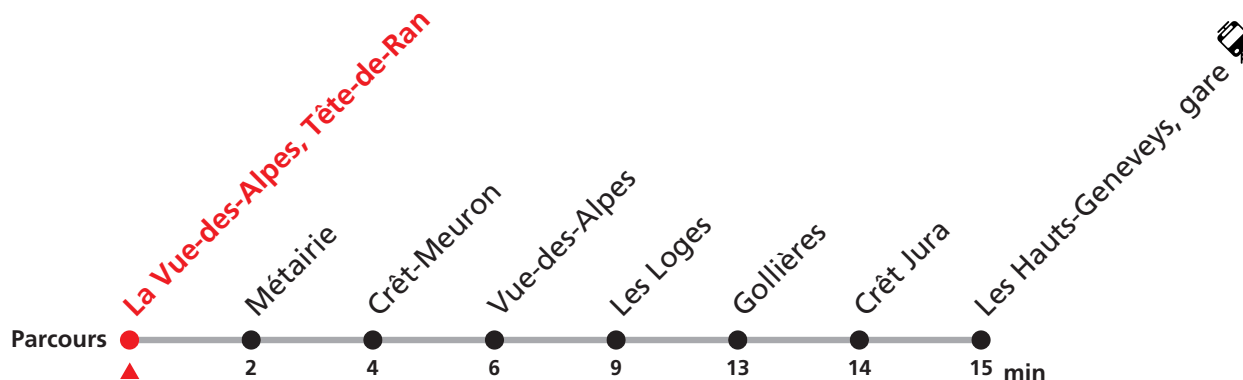 La Vue-des-Alpes, Tête-de-Ran
Métairie
Crêt-Meuron
Vue-des-Alpes
Les Loges
Gollières
Crêt Jura
Les Hauts-Geneveys, gare
Parcours
2 4 6 9 13 14 15 min